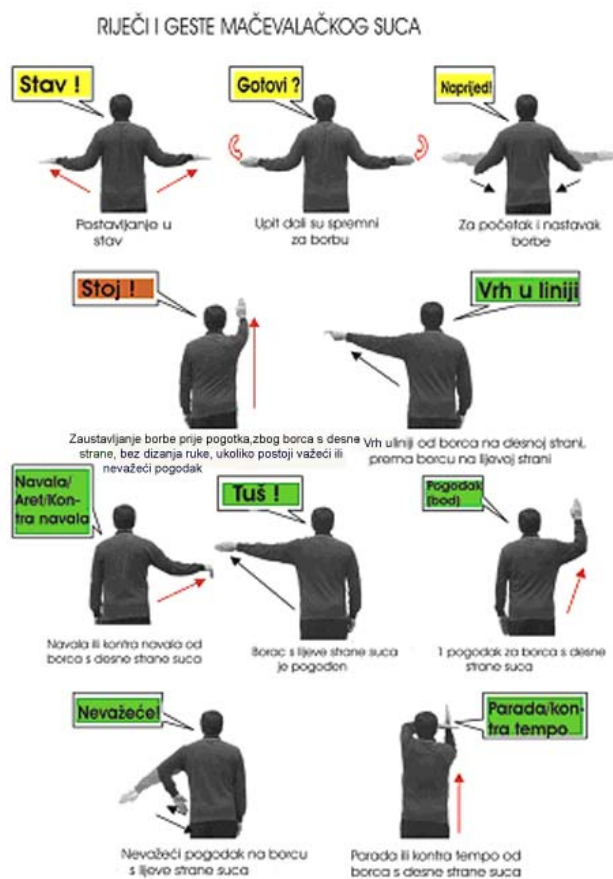 RIJEČI I GESTE MAČEVALAČKOG SUCA
Stav !
Gotovi ?
Naprijed!
Postavljanje u
stav
Upit dali su spremni
za borbu
Za početak i nastavak
borbe
Stoj !
Vrh u liniji
Zaustavljanje borbe prije pogotka,zbog borca s desne
strane, bez dizanja ruke, ukoliko postoji važeći ili
nevažeći pogodak
Vrh u liniji od borca na desnoj strani,
prema borcu na lijevoj strani
Navala/
Aret/Kon-
tra navala
Tuš !
Pogodak
(bod)
Navala ili kontra navala od
borca s desne strane suca
Borac s lijeve strane suca
je pogođen
1 pogodak za borca s desne
strane suca
Nevažeće!
Parada/kon-
tra tempo
Nevažeći pogodak na borcu
s lijeve strane suca
Parada ili kontra tempo od
borca s desne strane suca